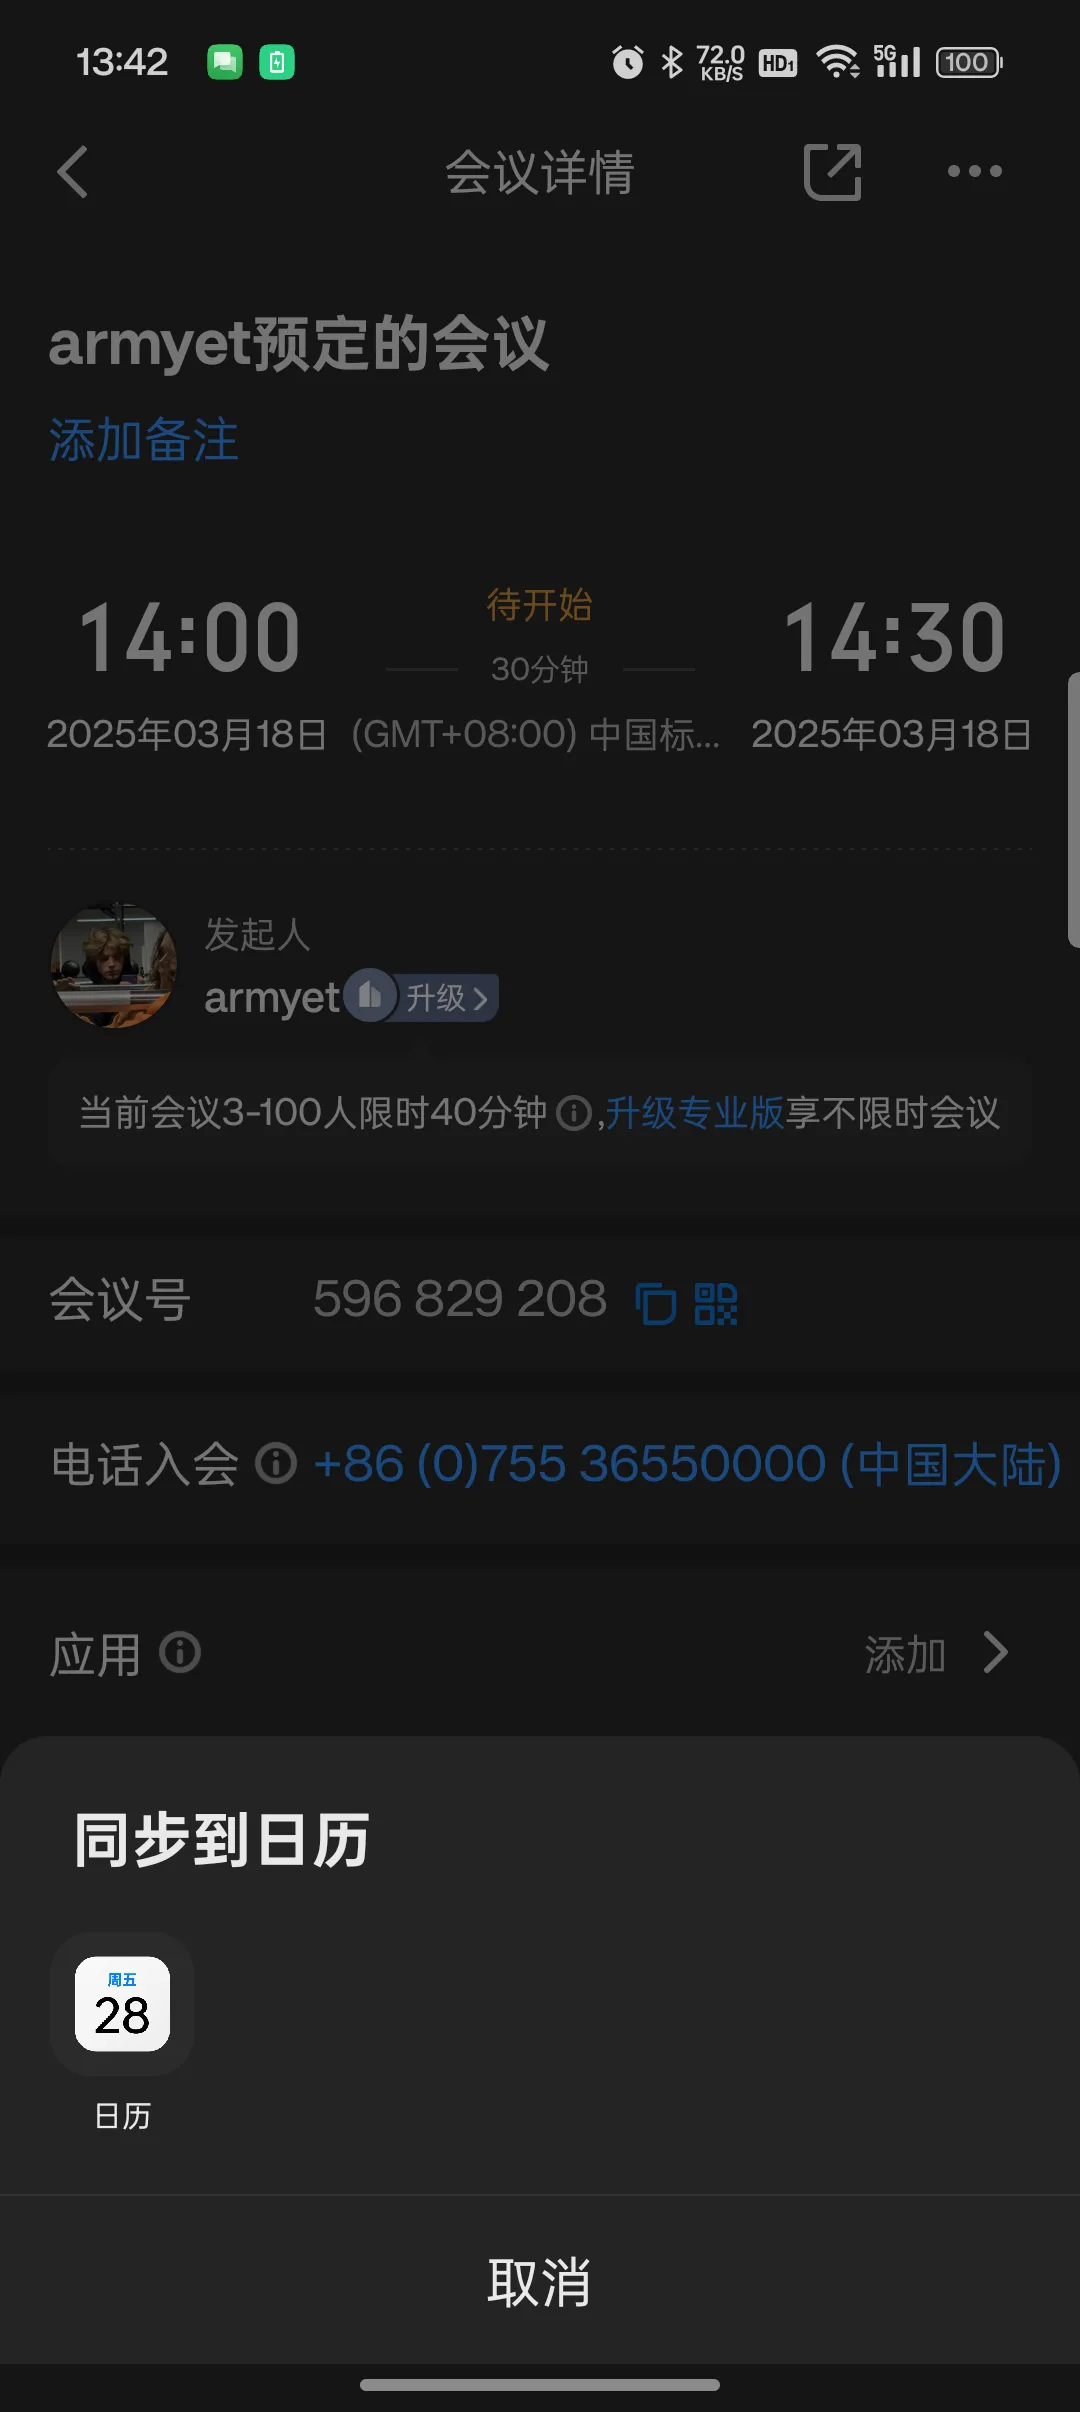 13:42
72.0 KB/S HD1 5G 100
会议详情
armyet预定的会议
添加备注
14:00 待开始 14:30
30分钟
2025年03月18日 (GMT+08:00) 中国标... 2025年03月18日
发起人
armyet 升级
当前会议3-100人限时40分钟 ,升级专业版享不限时会议
会议号 596 829 208
电话入会 +86 (0)755 36550000 (中国大陆)
应用 添加
同步到日历
周五
28
日历
取消